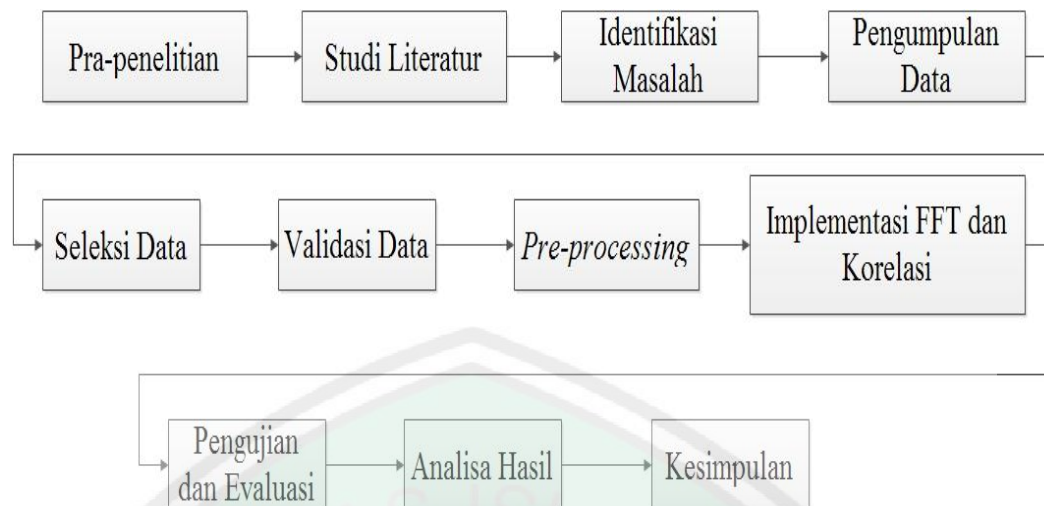 Pra-penelitian
Studi Literatur
Identifikasi
Masalah
Pengumpulan
Data
Seleksi Data
Validasi Data
Pre-processing
Implementasi FFT dan
Korelasi
Pengujian
dan Evaluasi
Analisa Hasil
Kesimpulan